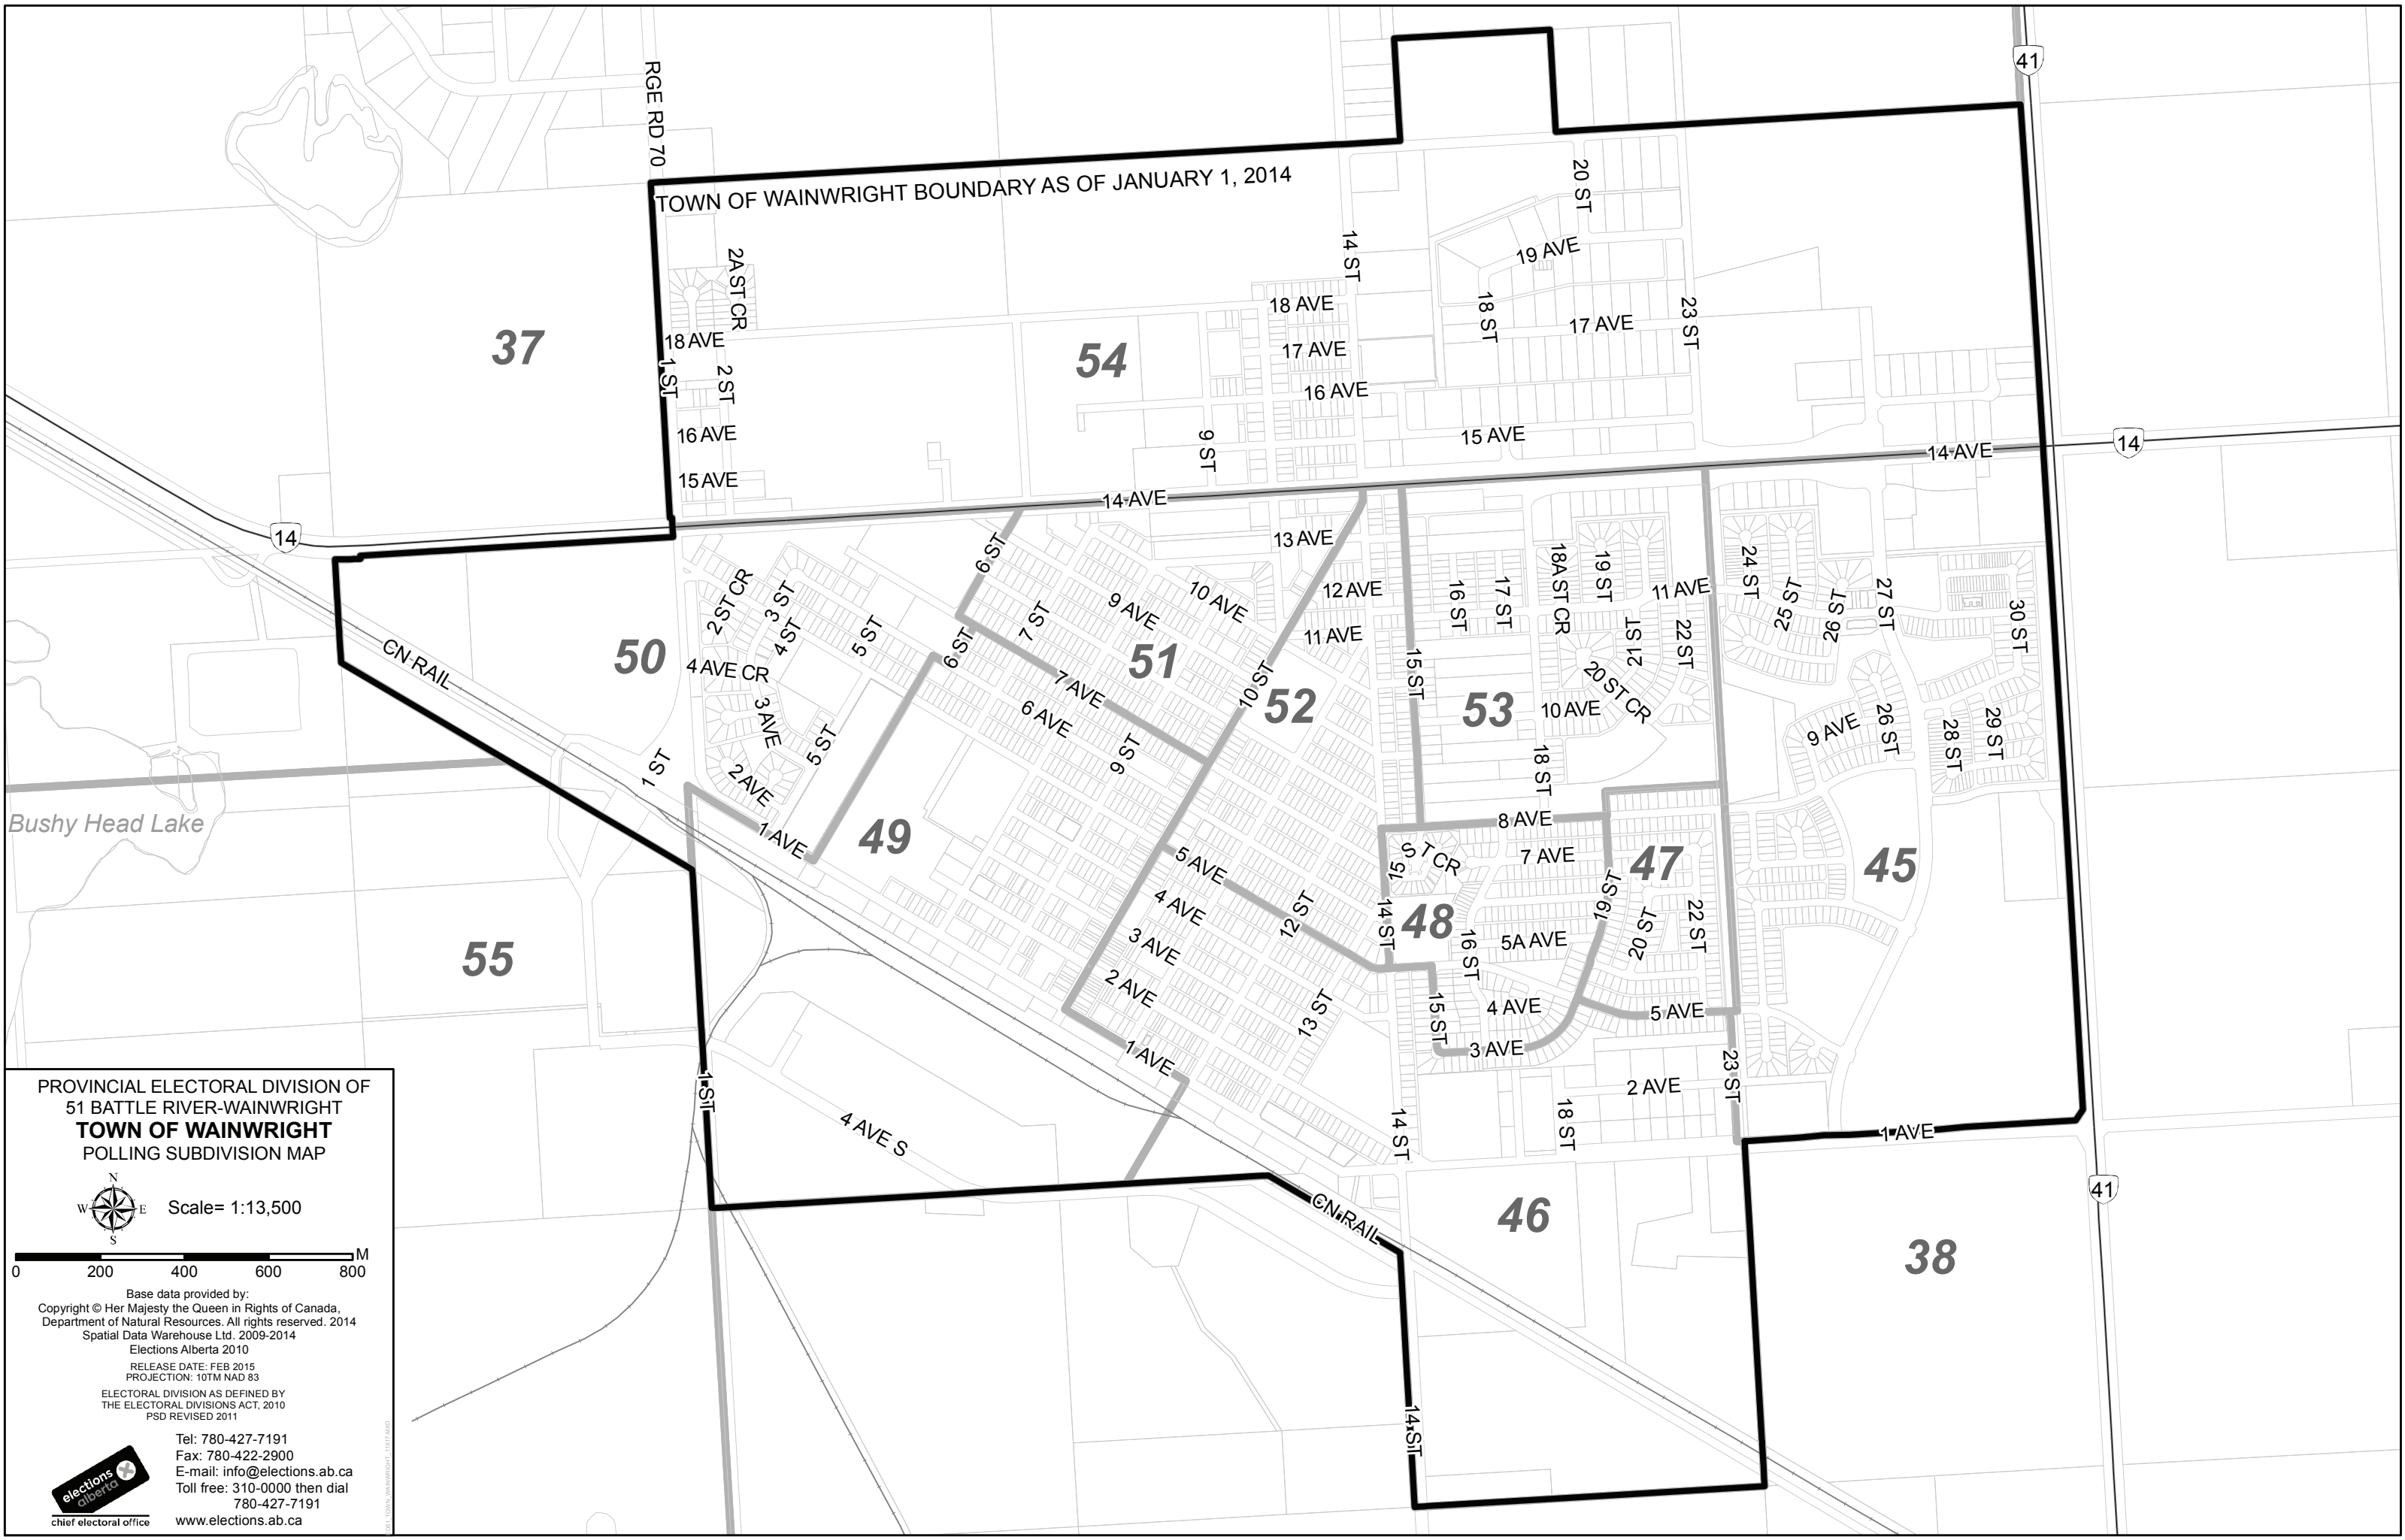 41
RGE RD 70
TOWN OF WAINWRIGHT BOUNDARY AS OF JANUARY 1, 2014
20 ST
14 ST
19 AVE
2A ST CR
18 AVE
18 ST
17 AVE
23 ST
37
18 AVE
54
17 AVE
1 ST
2 ST
16 AVE
16 AVE
9 ST
15 AVE
14
14 AVE
15 AVE
14 AVE
14
13 AVE
6 ST
18A ST CR
19 ST
24 ST
11 AVE
12 AVE
16 ST
17 ST
2 ST CR
3 ST
9 AVE
10 AVE
25 ST
26 ST
27 ST
30 ST
7 ST
4 ST
5 ST
6 ST
11 AVE
21 ST
22 ST
CN RAIL
50
4 AVE CR
51
10 ST
15 ST
20 ST CR
7 AVE
52
53
10 AVE
3 AVE
6 AVE
9 AVE
26 ST
28 ST
29 ST
5 ST
9 ST
18 ST
1 ST
2 AVE
Bushy Head Lake
1 AVE
49
8 AVE
5 AVE
15 ST CR
7 AVE
47
45
4 AVE
12 ST
14 ST
48
19 ST
3 AVE
16 ST
5A AVE
20 ST
22 ST
55
2 AVE
13 ST
15 ST
4 AVE
5 AVE
1 AVE
3 AVE
23 ST
2 AVE
1 ST
4 AVE S
14 ST
18 ST
1 AVE
41
CN RAIL
46
38
14 ST
PROVINCIAL ELECTORAL DIVISION OF
51 BATTLE RIVER-WAINWRIGHT
TOWN OF WAINWRIGHT
POLLING SUBDIVISION MAP
N
W E
S
Scale= 1:13,500
M
0 200 400 600 800
Base data provided by:
Copyright © Her Majesty the Queen in Rights of Canada,
Department of Natural Resources. All rights reserved. 2014
Spatial Data Warehouse Ltd. 2009-2014
Elections Alberta 2010
RELEASE DATE: FEB 2015
PROJECTION: 10TM NAD 83
ELECTORAL DIVISION AS DEFINED BY
THE ELECTORAL DIVISIONS ACT, 2010
PSD REVISED 2011
elections
alberta
chief electoral office
Tel: 780-427-7191
Fax: 780-422-2900
E-mail: info@elections.ab.ca
Toll free: 310-0000 then dial
780-427-7191
www.elections.ab.ca